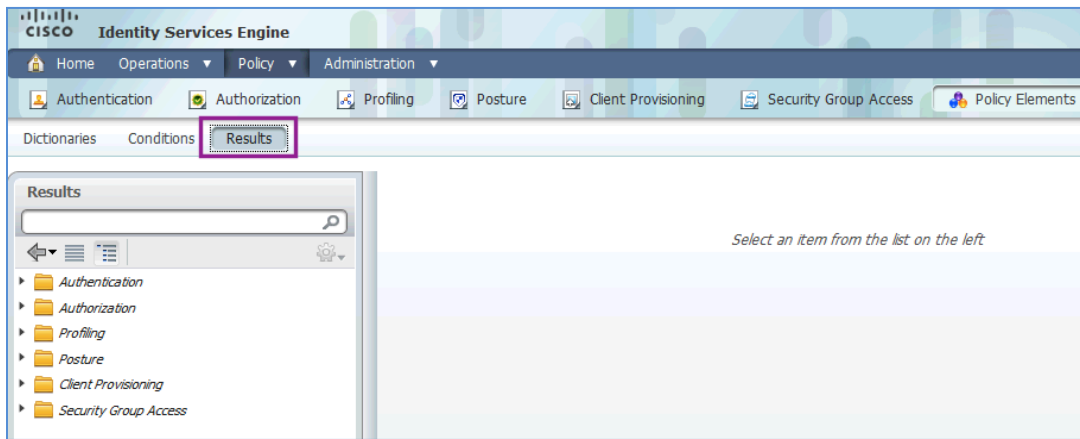 CISCO Identity Services Engine
Home Operations Policy Administration
Authentication Authorization Profiling Posture Client Provisioning Security Group Access Policy Elements
Dictionaries Conditions Results
Results
Select an item from the list on the left
Authentication
Authorization
Profiling
Posture
Client Provisioning
Security Group Access